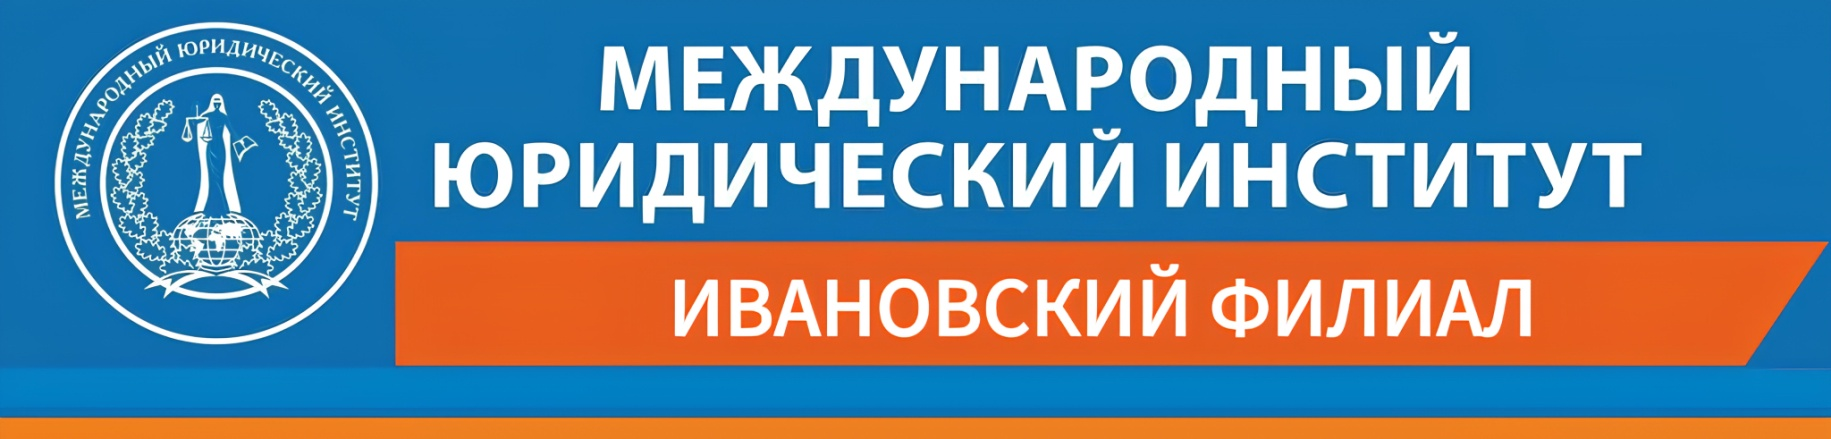 МЕЖДУНАРОДНЫЙ ЮРИДИЧЕСКИЙ ИНСТИТУТ
МЕЖДУНАРОДНЫЙ
ЮРИДИЧЕСКИЙ ИНСТИТУТ
ИВАНОВСКИЙ ФИЛИАЛ